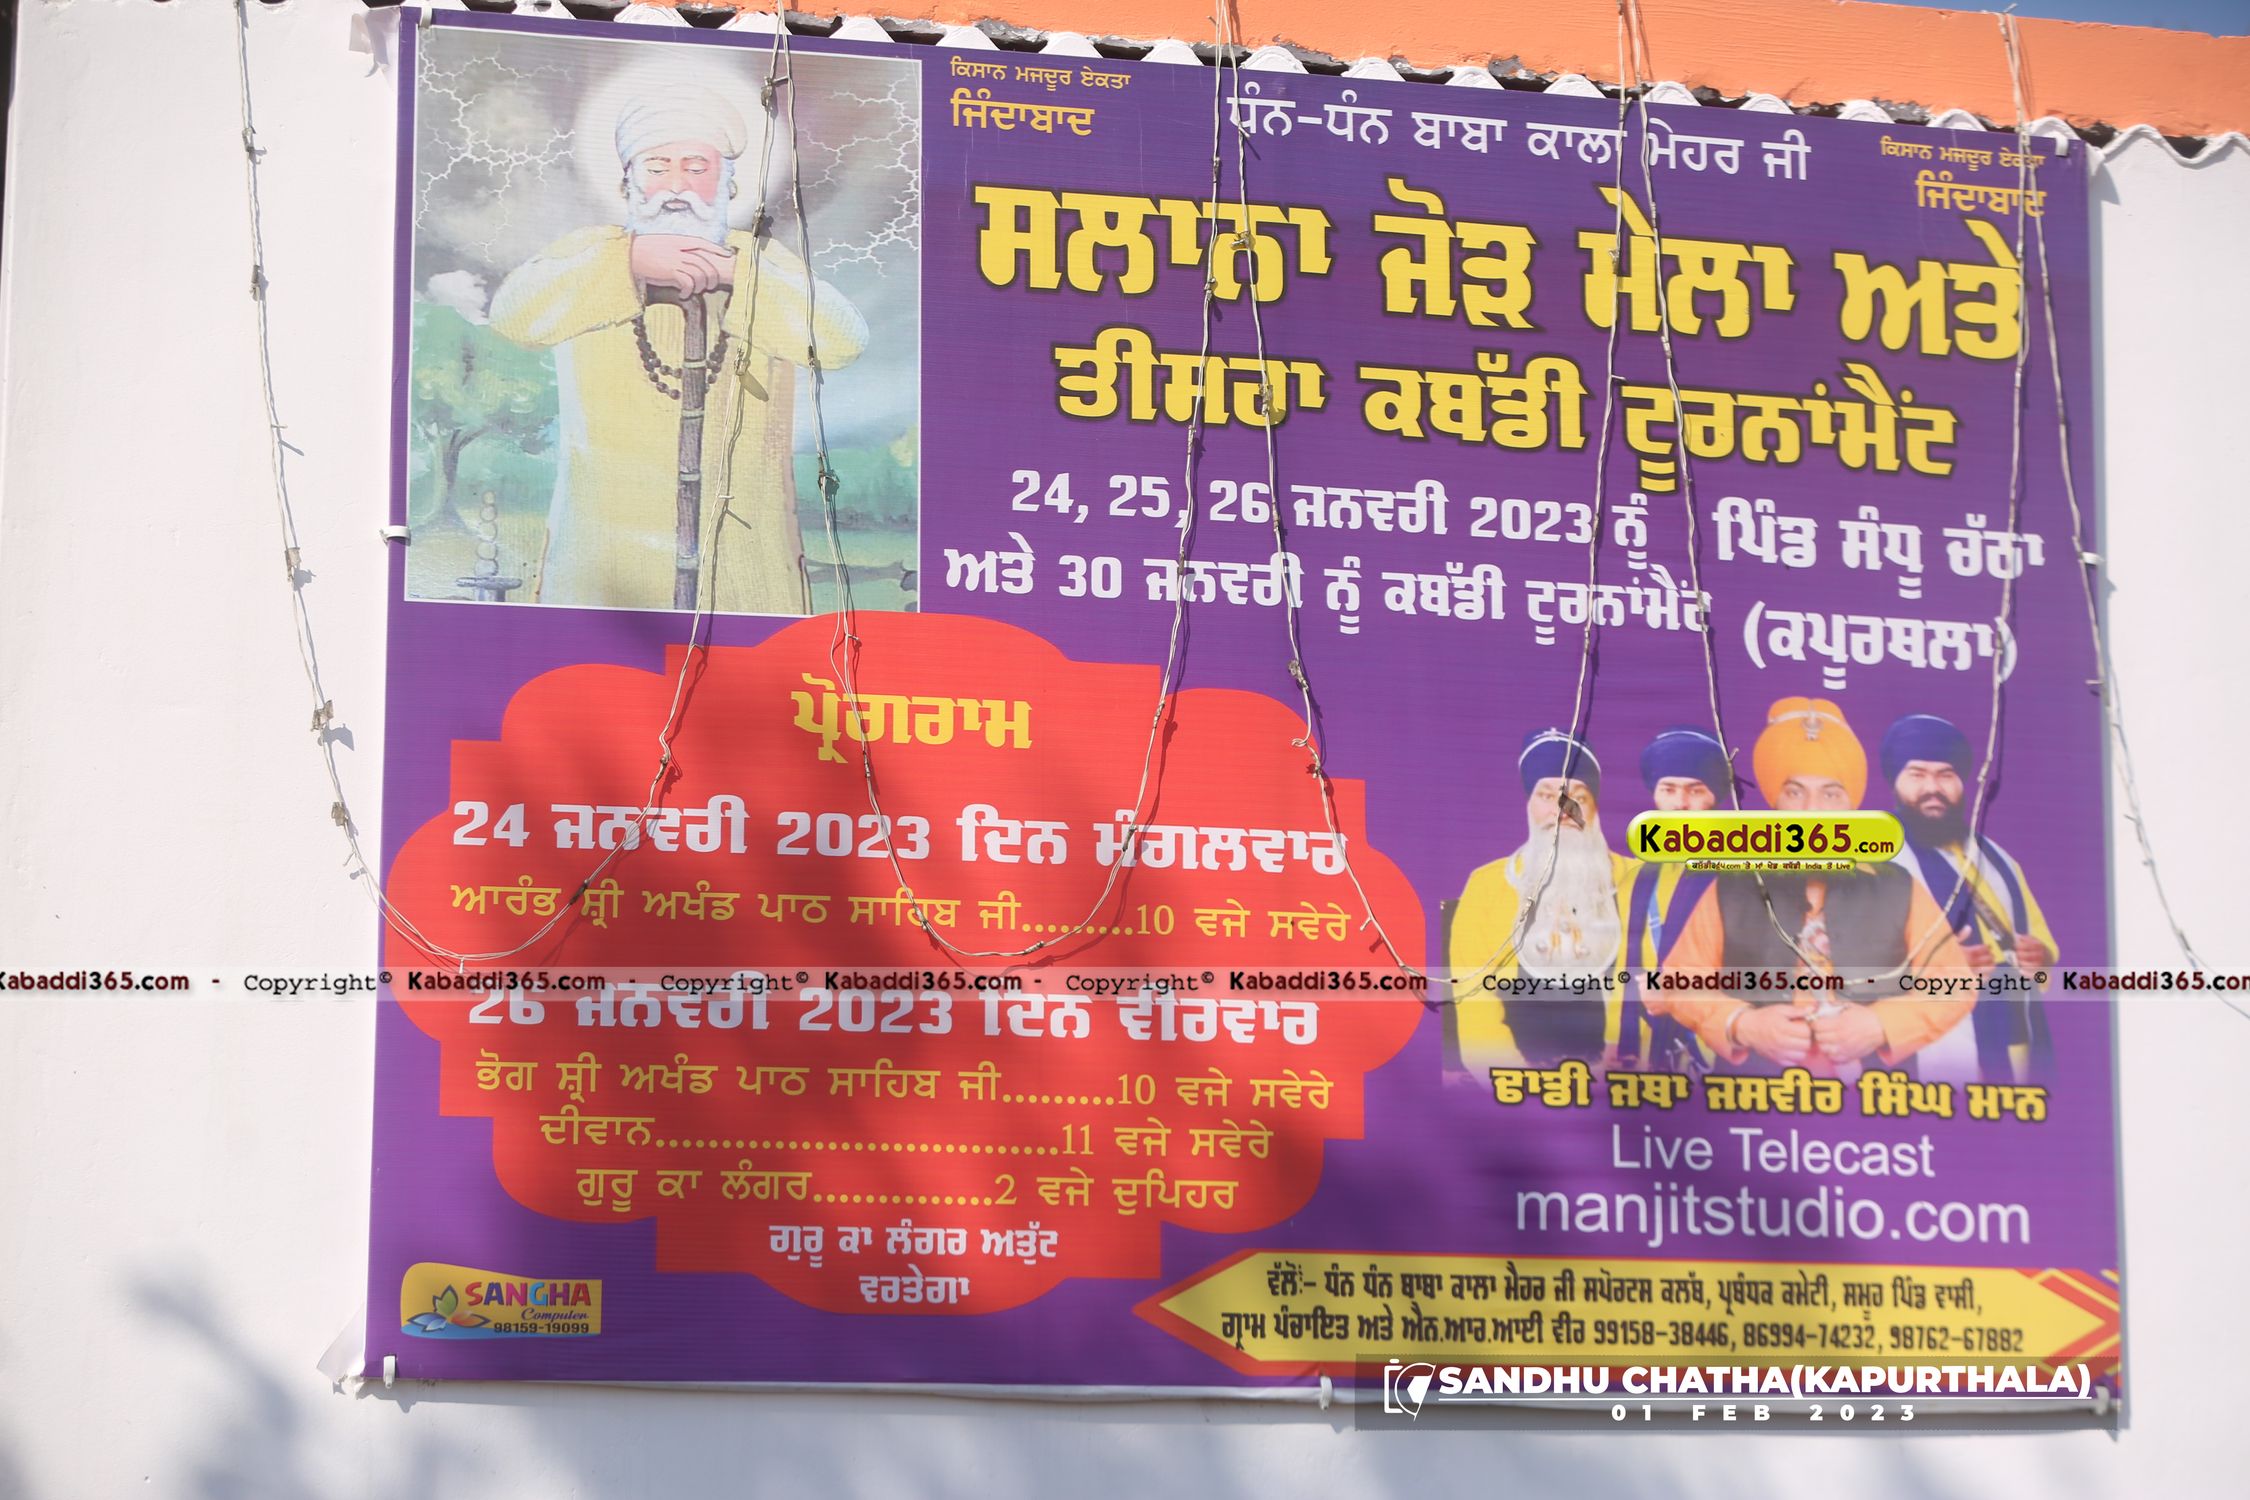 ਕਿਸਾਨ ਮਜਦੂਰ ਏਕਤਾ
ਜਿੰਦਾਬਾਦ
ਧੰਨ-ਧੰਨ ਬਾਬਾ ਕਾਲਾ ਮੇਹਰ ਜੀ
ਕਿਸਾਨ ਮਜਦੂਰ ਏਕਤਾ
ਜਿੰਦਾਬਾਦ
ਸਲਾਨਾ ਜੋੜ ਮੇਲਾ ਅਤੇ
ਤੀਸਰਾ ਕਬੱਡੀ ਟੂਰਨਾਂਮੈਂਟ
24, 25, 26 ਜਨਵਰੀ 2023 ਨੂੰ
ਅਤੇ 30 ਜਨਵਰੀ ਨੂੰ ਕਬੱਡੀ ਟੂਰਨਾਂਮੈਂਟ
ਪਿੰਡ ਸੰਧੂ ਚੱਠਾ
(ਕਪੂਰਥਲਾ)
ਪ੍ਰੋਗਰਾਮ
24 ਜਨਵਰੀ 2023 ਦਿਨ ਮੰਗਲਵਾਰ
ਆਰੰਭ ਸ਼੍ਰੀ ਅਖੰਡ ਪਾਠ ਸਾਹਿਬ ਜੀ.........10 ਵਜੇ ਸਵੇਰੇ
26 ਜਨਵਰੀ 2023 ਦਿਨ ਵੀਰਵਾਰ
ਭੋਗ ਸ਼੍ਰੀ ਅਖੰਡ ਪਾਠ ਸਾਹਿਬ ਜੀ.........10 ਵਜੇ ਸਵੇਰੇ
ਦੀਵਾਨ...............................11 ਵਜੇ ਸਵੇਰੇ
ਗੁਰੂ ਕਾ ਲੰਗਰ..............2 ਵਜੇ ਦੁਪਿਹਰ
ਗੁਰੂ ਕਾ ਲੰਗਰ ਅਤੁੱਟ
ਵਰਤੇਗਾ
Kabaddi365.com
Kabaddi365.com - Copyright© Kabaddi365.com - Copyright© Kabaddi365.com - Copyright© Kabaddi365.com - Copyright© Kabaddi365.com - Copyright© Kabaddi365.com
ਢਾਡੀ ਜਥਾ ਜਸਵੀਰ ਸਿੰਘ ਮਾਨ
Live Telecast
manjitstudio.com
SANGHA
Computer
98159-19099
ਵੱਲੋਂ:- ਧੰਨ ਧੰਨ ਬਾਬਾ ਕਾਲਾ ਮੈਹਰ ਜੀ ਸਪੋਰਟਸ ਕਲੱਬ, ਪ੍ਰਬੰਧਕ ਕਮੇਟੀ, ਸਮੂਹ ਪਿੰਡ ਵਾਸੀ,
ਗ੍ਰਾਮ ਪੰਚਾਇਤ ਅਤੇ ਐਨ.ਆਰ.ਆਈ ਵੀਰ 99158-38446, 86994-74232, 98762-67882
SANDHU CHATHA(KAPURTHALA)
01 FEB 2023